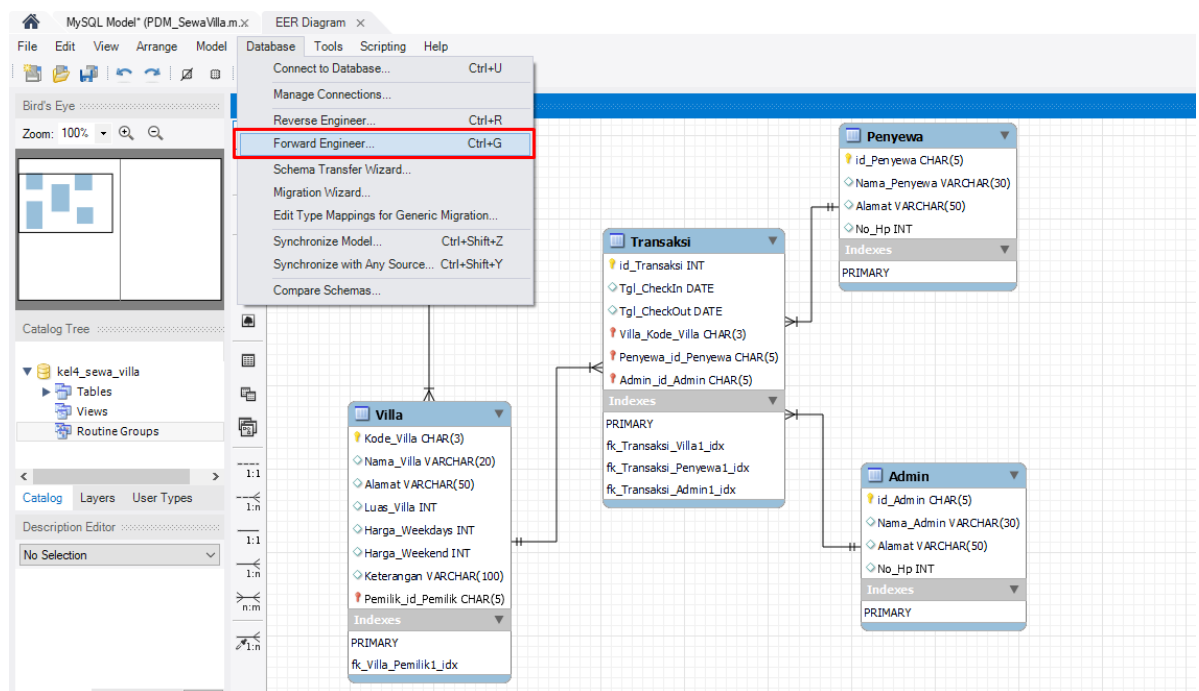 MySQL Model* (PDM_SewaVilla.m.× EER Diagram ×
File Edit View Arrange Model Database Tools Scripting Help
Connect to Database... Ctrl+U
Manage Connections...
Reverse Engineer... Ctrl+R
Forward Engineer... Ctrl+G
Schema Transfer Wizard...
Migration Wizard...
Edit Type Mappings for Generic Migration...
Synchronize Model... Ctrl+Shift+Z
Synchronize with Any Source... Ctrl+Shift+Y
Compare Schemas...
Bird's Eye
Zoom: 100%
Catalog Tree
kel4_sewa_villa
Tables
Views
Routine Groups
Catalog Layers User Types
Description Editor
No Selection
1:1
1:n
1:1
1:n
n:m
1:n
Villa
Kode_Villa CHAR(3)
Nama_Villa VARCHAR(20)
Alamat VARCHAR(50)
Luas_Villa INT
Harga_Weekdays INT
Harga_Weekend INT
Keterangan VARCHAR(100)
Pemilik_id_Pemilik CHAR(5)
Indexes
PRIMARY
fk_Villa_Pemilik1_idx
Transaksi
id_Transaksi INT
Tgl_CheckIn DATE
Tgl_CheckOut DATE
Villa_Kode_Villa CHAR(3)
Penyewa_id_Penyewa CHAR(5)
Admin_id_Admin CHAR(5)
Indexes
PRIMARY
fk_Transaksi_Villa1_idx
fk_Transaksi_Penyewa1_idx
fk_Transaksi_Admin1_idx
Penyewa
id_Penyewa CHAR(5)
Nama_Penyewa VARCHAR(30)
Alamat VARCHAR(50)
No_Hp INT
Indexes
PRIMARY
Admin
id_Admin CHAR(5)
Nama_Admin VARCHAR(30)
Alamat VARCHAR(50)
No_Hp INT
Indexes
PRIMARY